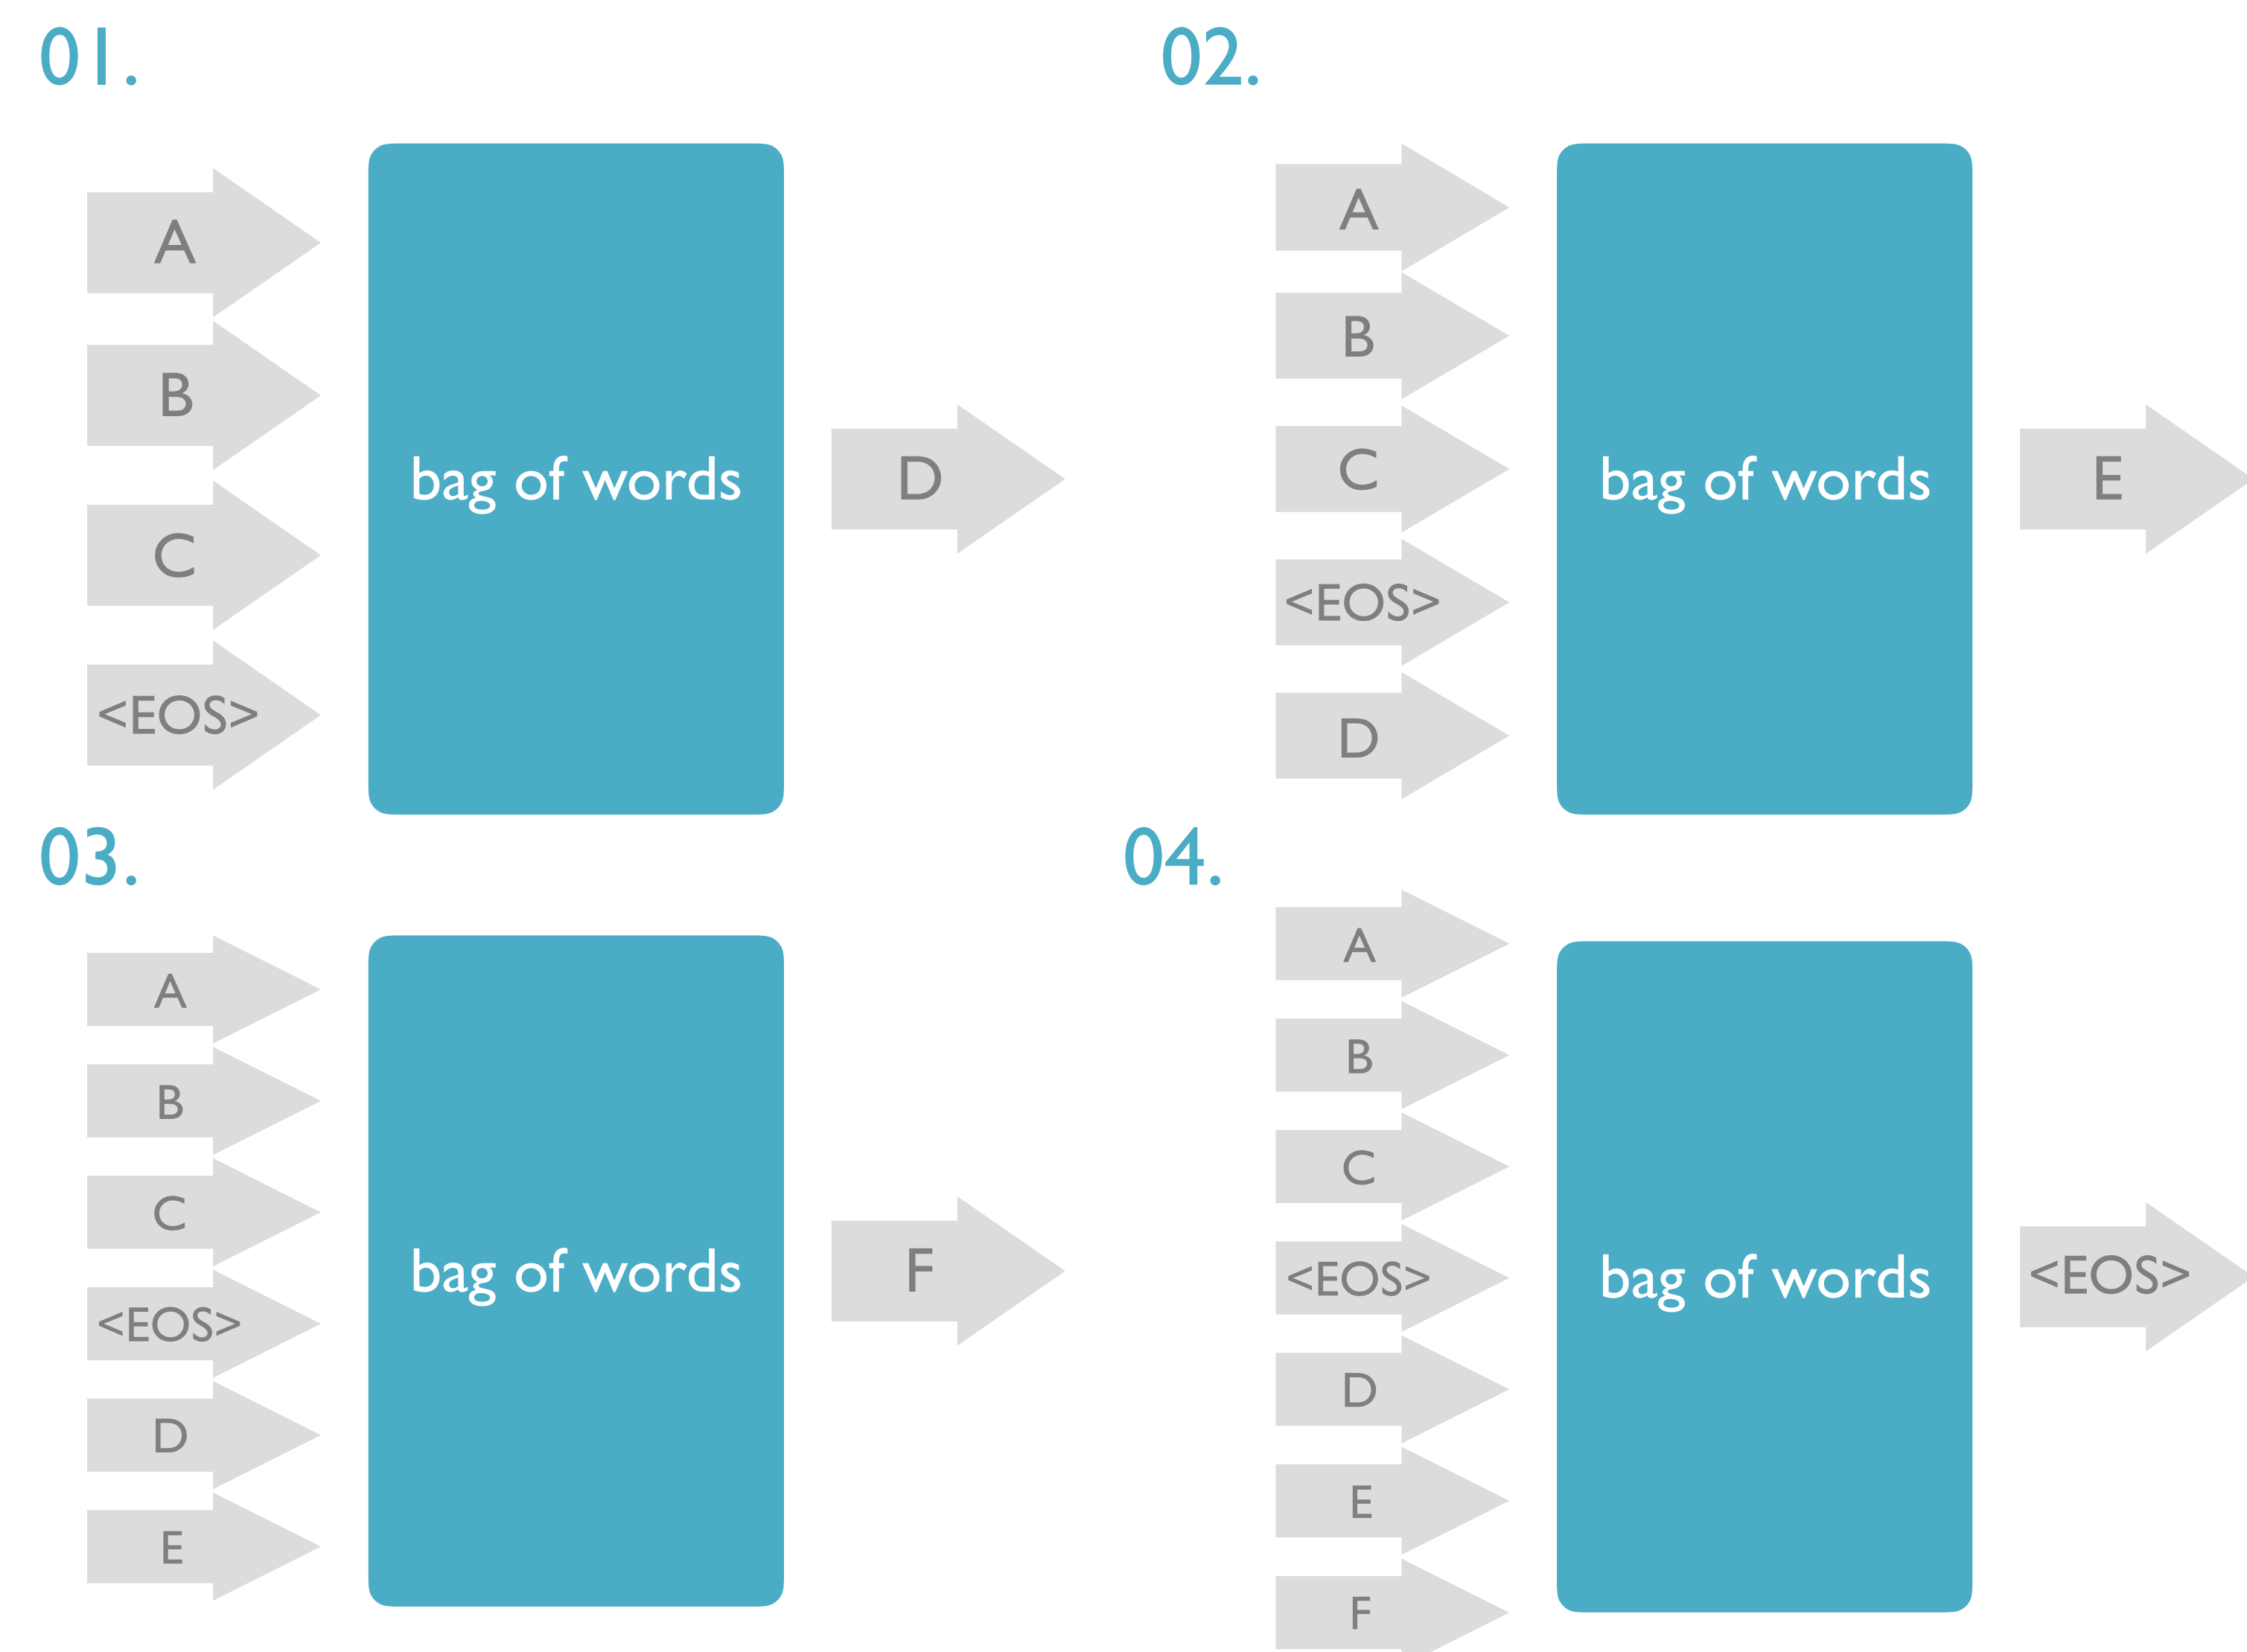 01.
A
B
C
<EOS>
bag of words
D
02.
A
B
C
<EOS>
D
bag of words
E
03.
A
B
C
<EOS>
D
E
bag of words
F
04.
A
B
C
<EOS>
D
E
F
bag of words
<EOS>